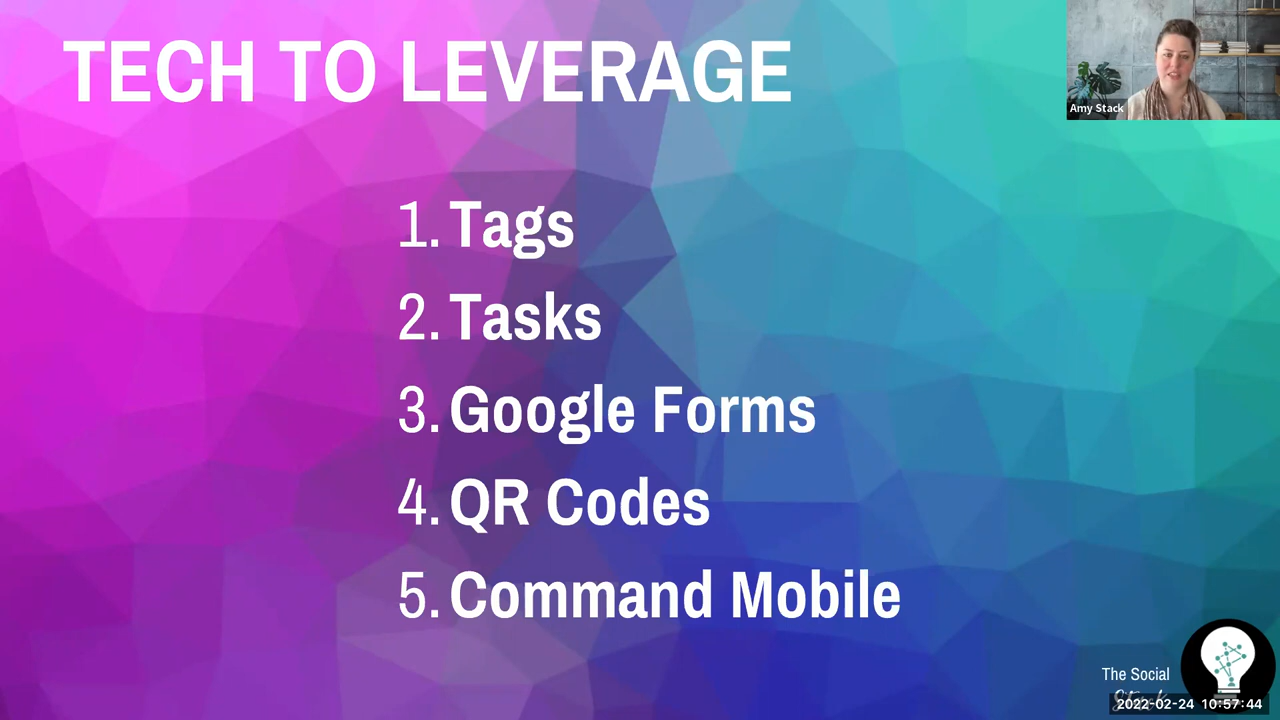 TECH TO LEVERAGE
Amy Stack
1. Tags
2. Tasks
3. Google Forms
4. QR Codes
5. Command Mobile
The Social
2022-02-24 10:57:44